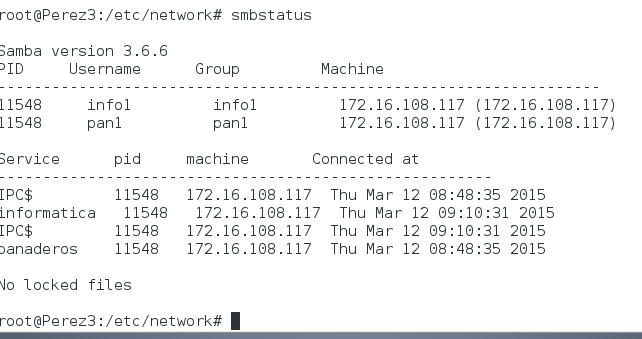 root@Perez3:/etc/network# smbstatus
Samba version 3.6.6
PID     Username      Group              Machine
-------------------------------------------------------------------
11548     info1         info1         172.16.108.117 (172.16.108.117)
11548     pan1          pan1          172.16.108.117 (172.16.108.117)
Service      pid     machine       Connected at
-------------------------------------------------------
IPC$         11548   172.16.108.117  Thu Mar 12 08:48:35 2015
informatica   11548   172.16.108.117  Thu Mar 12 09:10:31 2015
IPC$         11548   172.16.108.117  Thu Mar 12 09:10:31 2015
panaderos    11548   172.16.108.117  Thu Mar 12 08:48:35 2015
No locked files
root@Perez3:/etc/network#